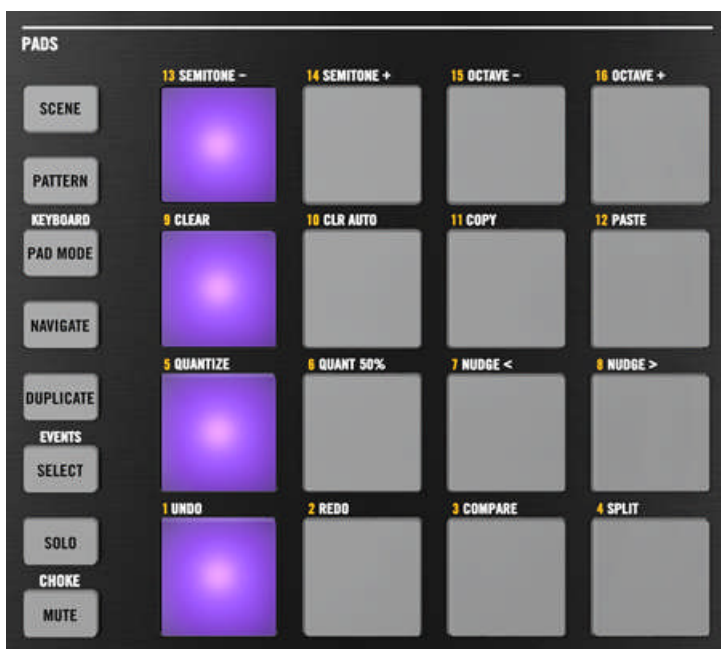 PADS
13 SEMITONE –
14 SEMITONE +
15 OCTAVE –
16 OCTAVE +
SCENE
PATTERN
KEYBOARD
9 CLEAR
10 CLR AUTO
11 COPY
12 PASTE
PAD MODE
NAVIGATE
5 QUANTIZE
6 QUANT 50%
7 NUDGE <
8 NUDGE >
DUPLICATE
EVENTS
SELECT
1 UNDO
2 REDO
3 COMPARE
4 SPLIT
SOLO
CHOKE
MUTE